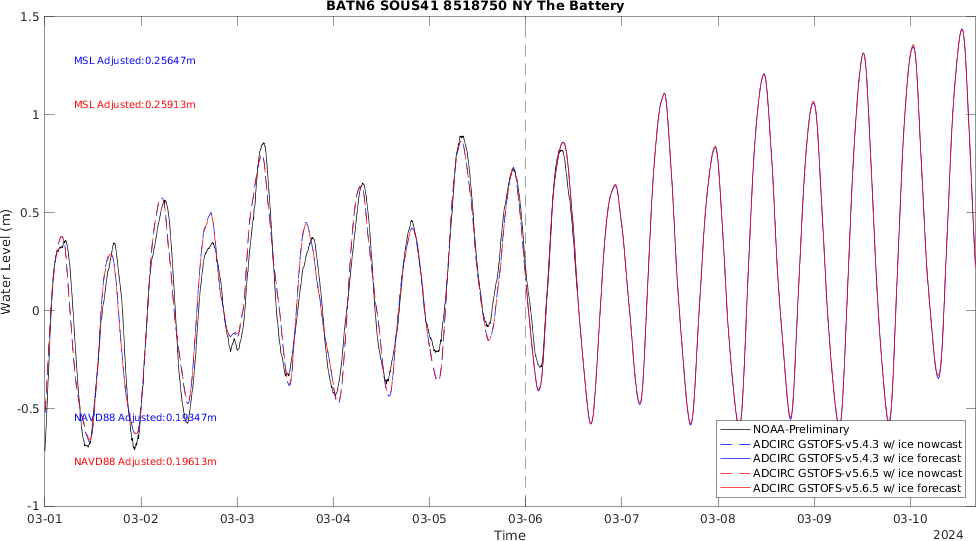 BATN6 SOUS41 8518750 NY The Battery
1.5
MSL Adjusted:0.25647m
MSL Adjusted:0.25913m
1
0.5
Water Level (m)
0
-0.5
NAVD88 Adjusted:0.19347m
NAVD88 Adjusted:0.19613m
NOAA-Preliminary
ADCIRC GSTOFS-v5.4.3 w/ ice nowcast
ADCIRC GSTOFS-v5.4.3 w/ ice forecast
ADCIRC GSTOFS-v5.6.5 w/ ice nowcast
ADCIRC GSTOFS-v5.6.5 w/ ice forecast
-1
03-01 03-02 03-03 03-04 03-05 03-06 03-07 03-08 03-09 03-10
Time
2024